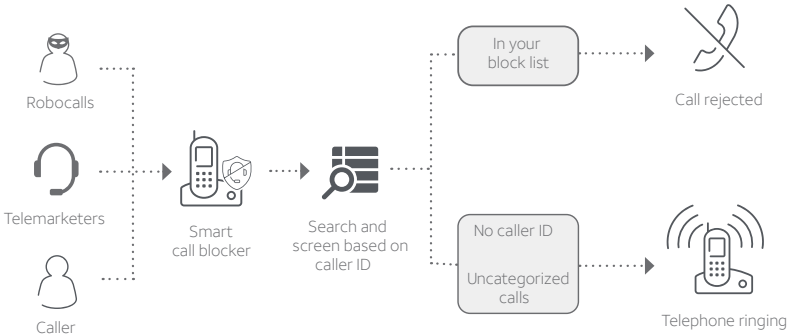 Robocalls
Telemarketers
Caller
Smart
call blocker
Search and
screen based on
caller ID
In your
block list
Call rejected
No caller ID
Uncategorized
calls
Telephone ringing